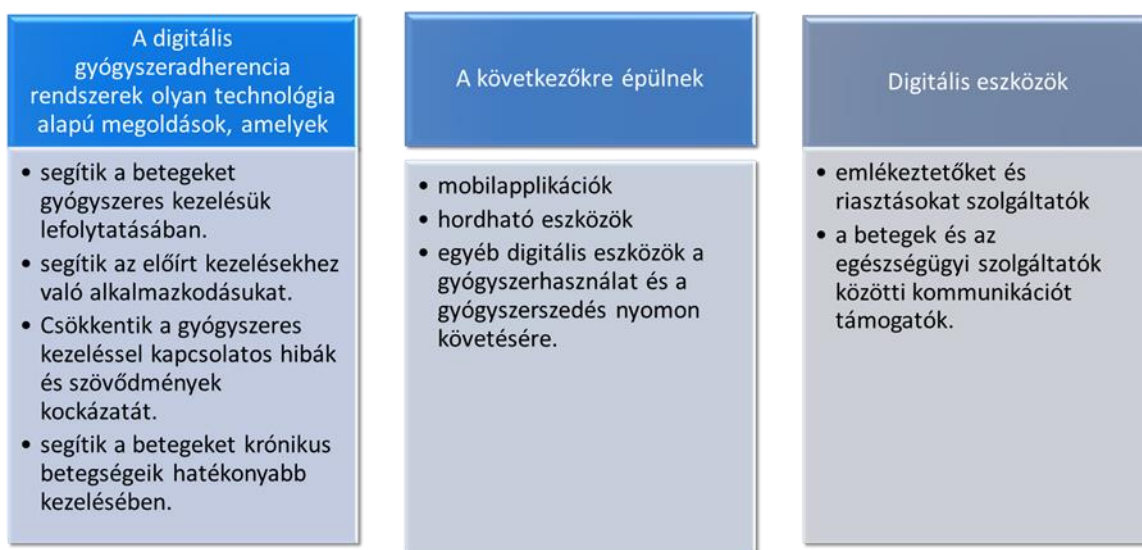 A digitális
gyógyszeradherencia
rendszerek olyan technológia
alapú megoldások, amelyek
• segítik a betegeket
gyógyszeres kezelésük
lefolytatásában.
• segítik az előírt kezelésekhez
való alkalmazkodásukat.
• Csökkentik a gyógyszeres
kezeléssel kapcsolatos hibák
és szövődmények
kockázatát.
• segítik a betegeket krónikus
betegségeik hatékonyabb
kezelésében.
A következőkre épülnek
• mobilapplikációk
• hordható eszközök
• egyéb digitális eszközök a
gyógyszerhasználat és a
gyógyszerszedés nyomon
követésére.
Digitális eszközök
• emlékeztetőket és
riasztásokat szolgáltatók
• a betegek és az
egészségügyi szolgáltatók
közötti kommunikációt
támogatók.